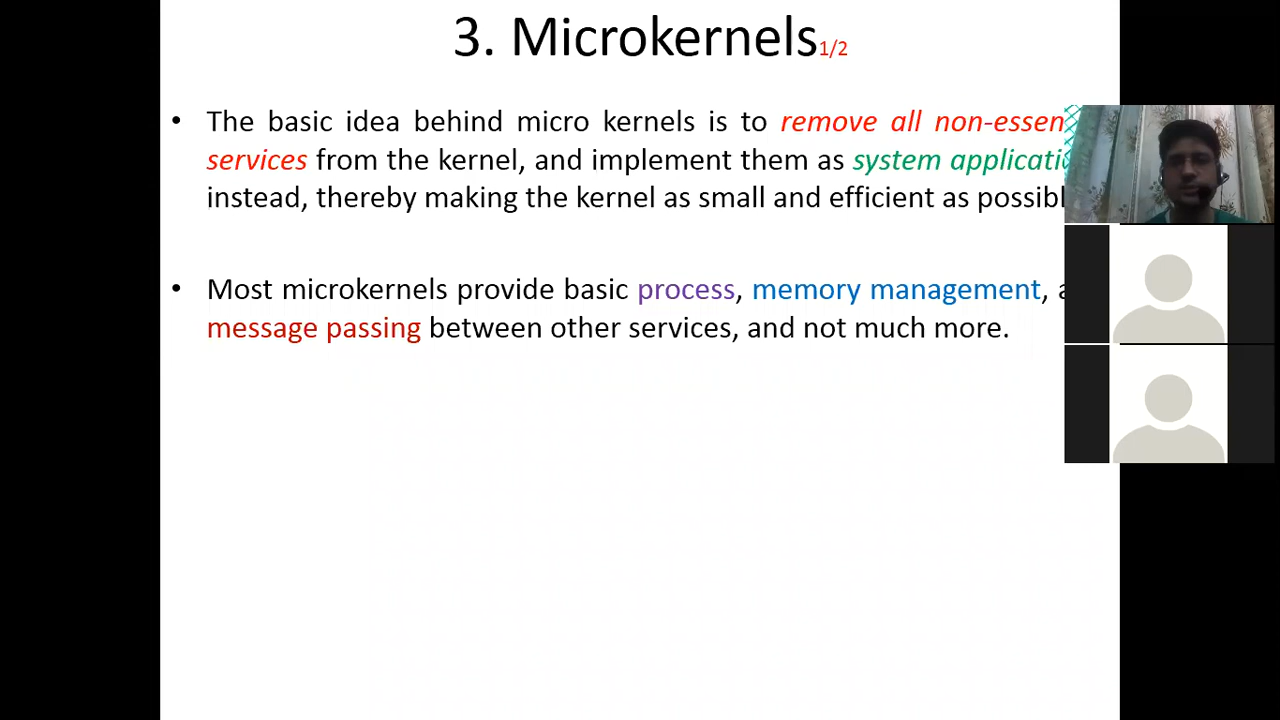 3. Microkernels1/2
• The basic idea behind micro kernels is to remove all non-essen
services from the kernel, and implement them as system applicati
instead, thereby making the kernel as small and efficient as possibl
• Most microkernels provide basic process, memory management, a
message passing between other services, and not much more.